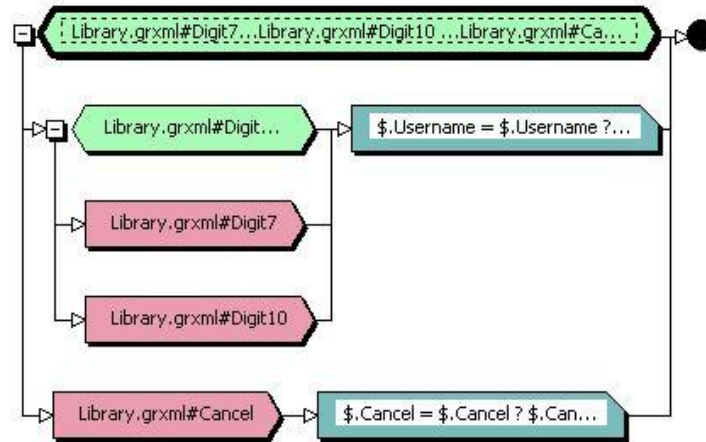 Library.grxml#Digit7...Library.grxml#Digit10 ...Library.grxml#Ca...
Library.grxml#Digit...
$.Username = $.Username ?...
Library.grxml#Digit7
Library.grxml#Digit10
Library.grxml#Cancel
$.Cancel = $.Cancel ? $.Can...